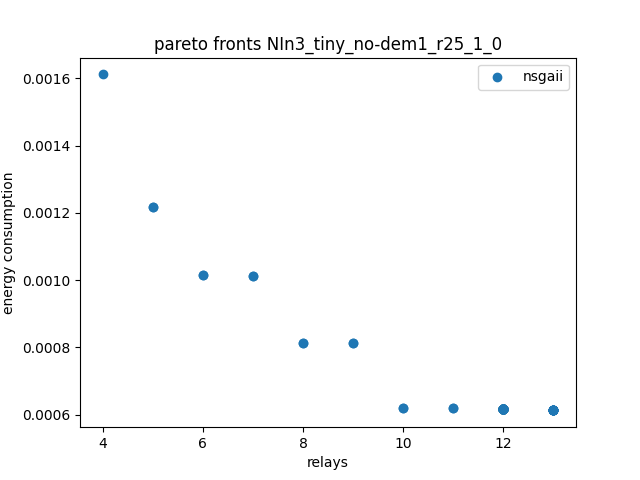 pareto fronts NIn3_tiny_no-dem1_r25_1_0
nsgaii
energy consumption
0.0016
0.0014
0.0012
0.0010
0.0008
0.0006
4 6 8 10 12
relays